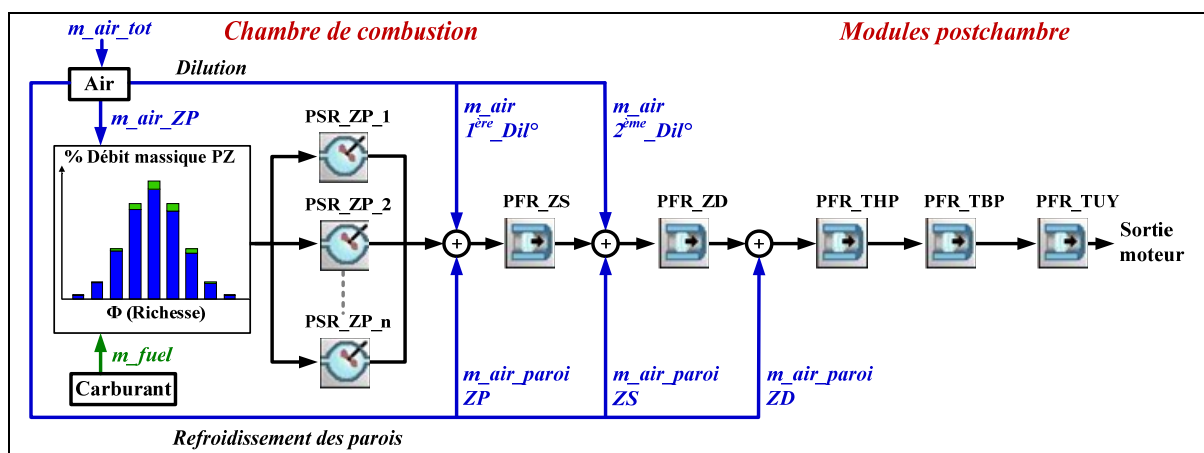 m_air_tot
Chambre de combustion
Modules postchambre
Dilution
Air
m_air_ZP
m_air
1ère_Dil°
m_air
2ème_Dil°
% Débit massique PZ
Φ (Richesse)
PSR_ZP_1
PSR_ZP_2
PSR_ZP_n
+
PFR_ZS
+
PFR_ZD
+
PFR_THP
PFR_TBP
PFR_TUY
Sortie
moteur
m_fuel
Carburant
m_air_paroi
ZP
m_air_paroi
ZS
m_air_paroi
ZD
Refroidissement des parois